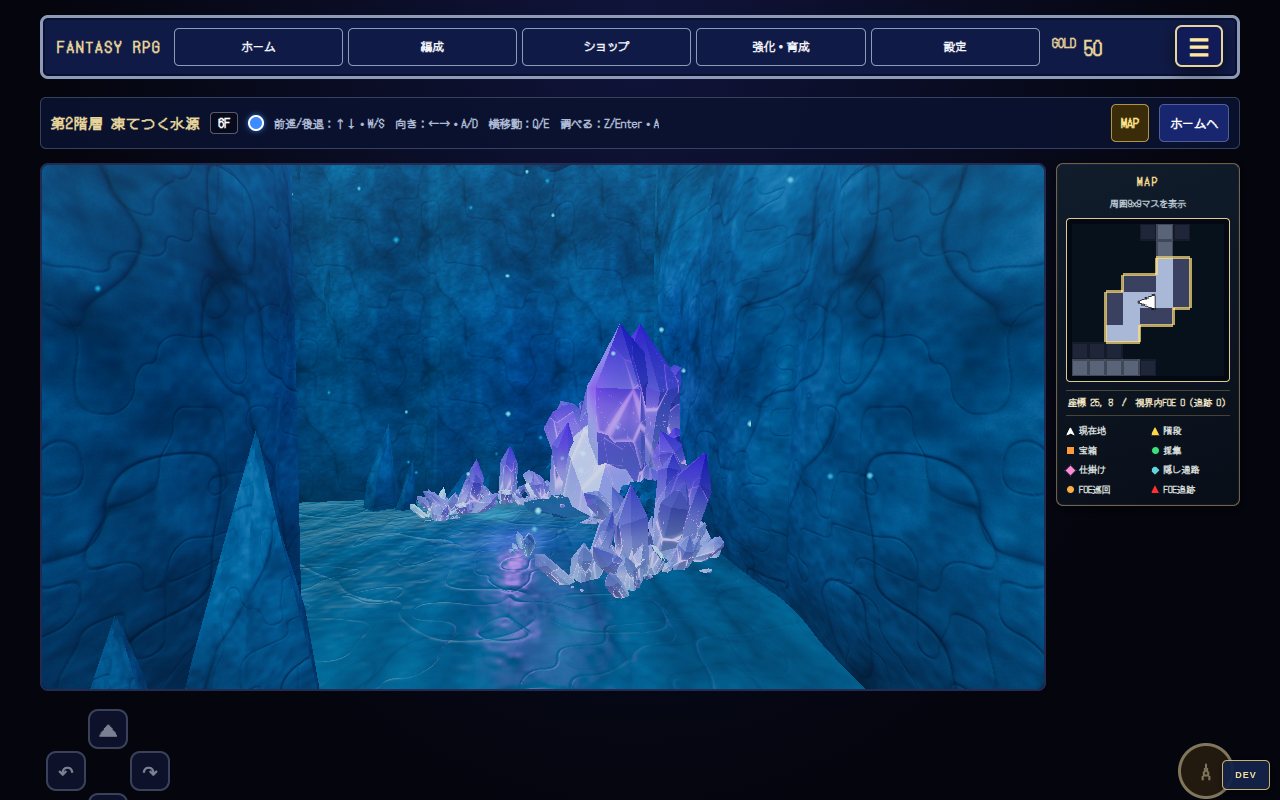 FANTASY RPG
ホーム
編成
ショップ
強化・育成
設定
GOLD 50
第2階層 凍てつく水源 6F 前進/後退:↑↓・W/S 向き:←→・A/D 横移動:Q/E 調べる:Z/Enter・A
MAP
ホームへ
MAP
周囲9x9マスを表示
座標 25, 8 / 視界内FOE 0 (追跡 0)
現在地
階段
宝箱
採集
仕掛け
隠し通路
FOE巡回
FOE追跡
A
DEV